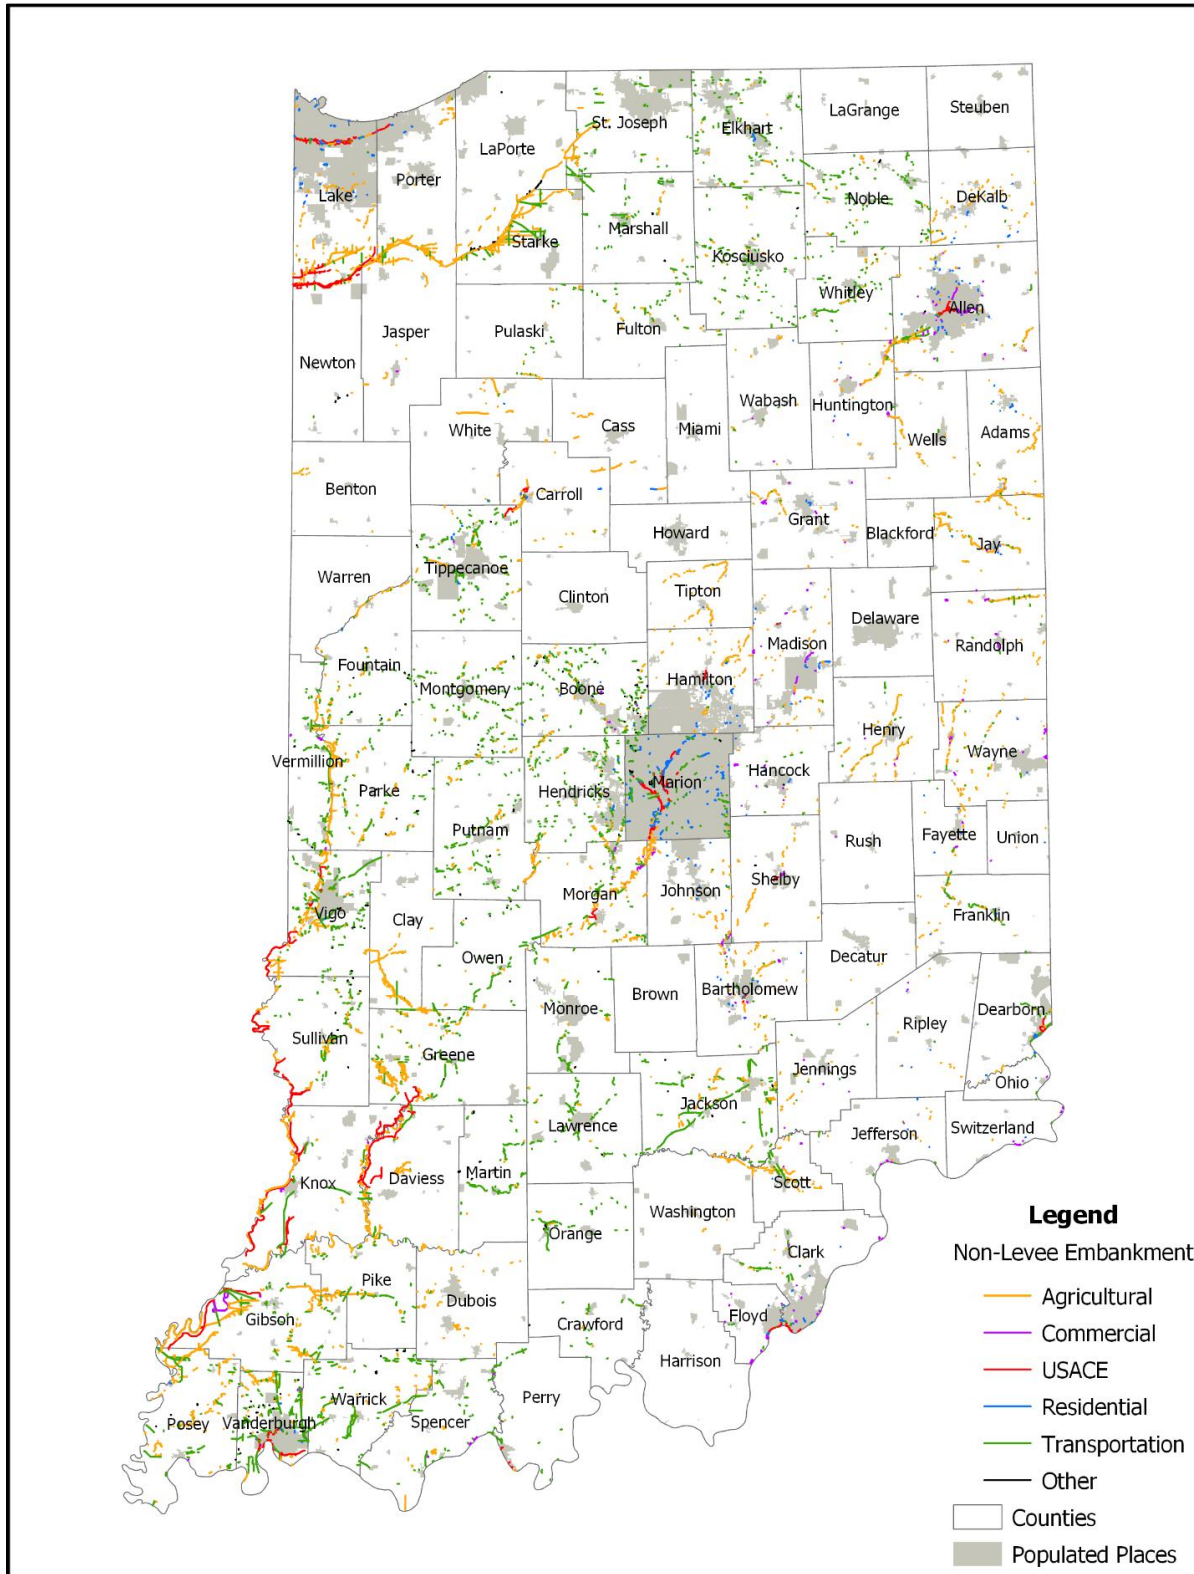 LaGrange
Steuben
St. Joseph
Elkhart
LaPorte
Porter
Lake
Noble
DeKalb
Marshall
Starke
Kosciusko
Whitley
Allen
Jasper
Pulaski
Fulton
Newton
Wabash
Huntington
White
Cass
Miami
Wells
Adams
Benton
Carroll
Howard
Grant
Blackford
Jay
Warren
Tippecanoe
Clinton
Tipton
Delaware
Madison
Randolph
Fountain
Montgomery
Boone
Hamilton
Henry
Wayne
Vermillion
Parke
Hendricks
Marion
Hancock
Putnam
Rush
Fayette
Union
Vigo
Clay
Morgan
Johnson
Shelby
Franklin
Owen
Decatur
Monroe
Brown
Bartholomew
Dearborn
Sullivan
Greene
Ripley
Jennings
Ohio
Jackson
Lawrence
Jefferson
Switzerland
Knox
Daviess
Martin
Scott
Washington
Orange
Clark
Pike
Dubois
Gibson
Crawford
Floyd
Harrison
Perry
Warrick
Posey
Vanderburgh
Spencer
Legend
Non-Levee Embankment
Agricultural
Commercial
USACE
Residential
Transportation
Other
Counties
Populated Places